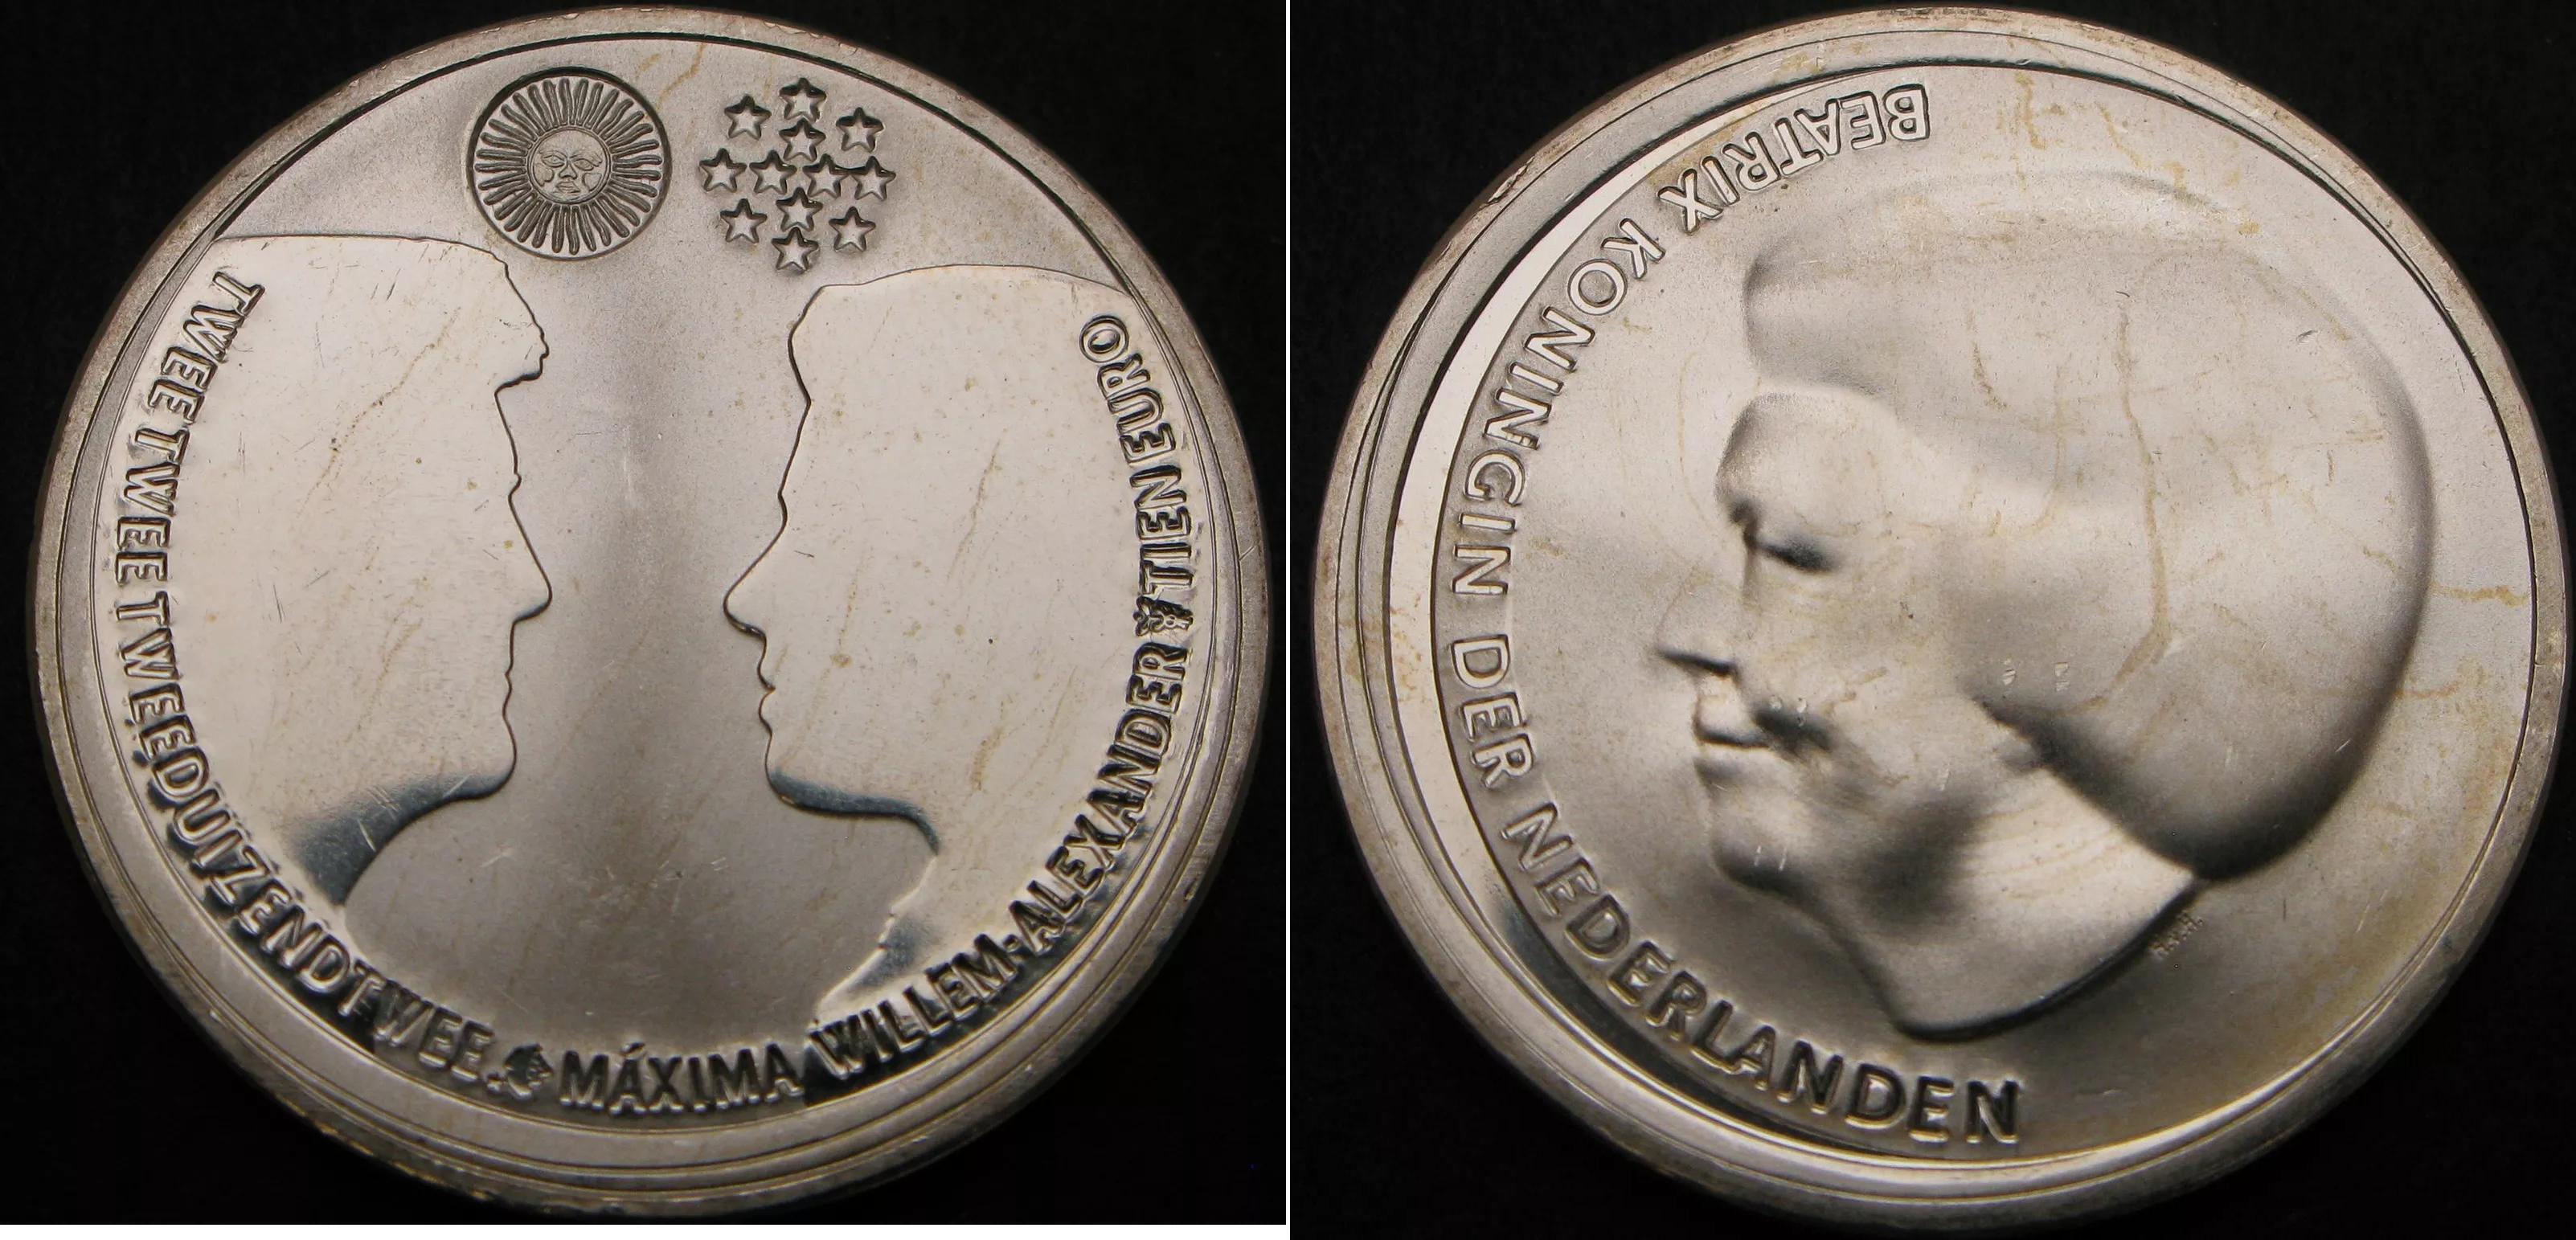 TWEE TWEE TWEEDUIZENDTWEE. MÁXIMA WILLEM-ALEXANDER TIEN EURO
BEATRIX KONINGIN DER NEDERLANDEN